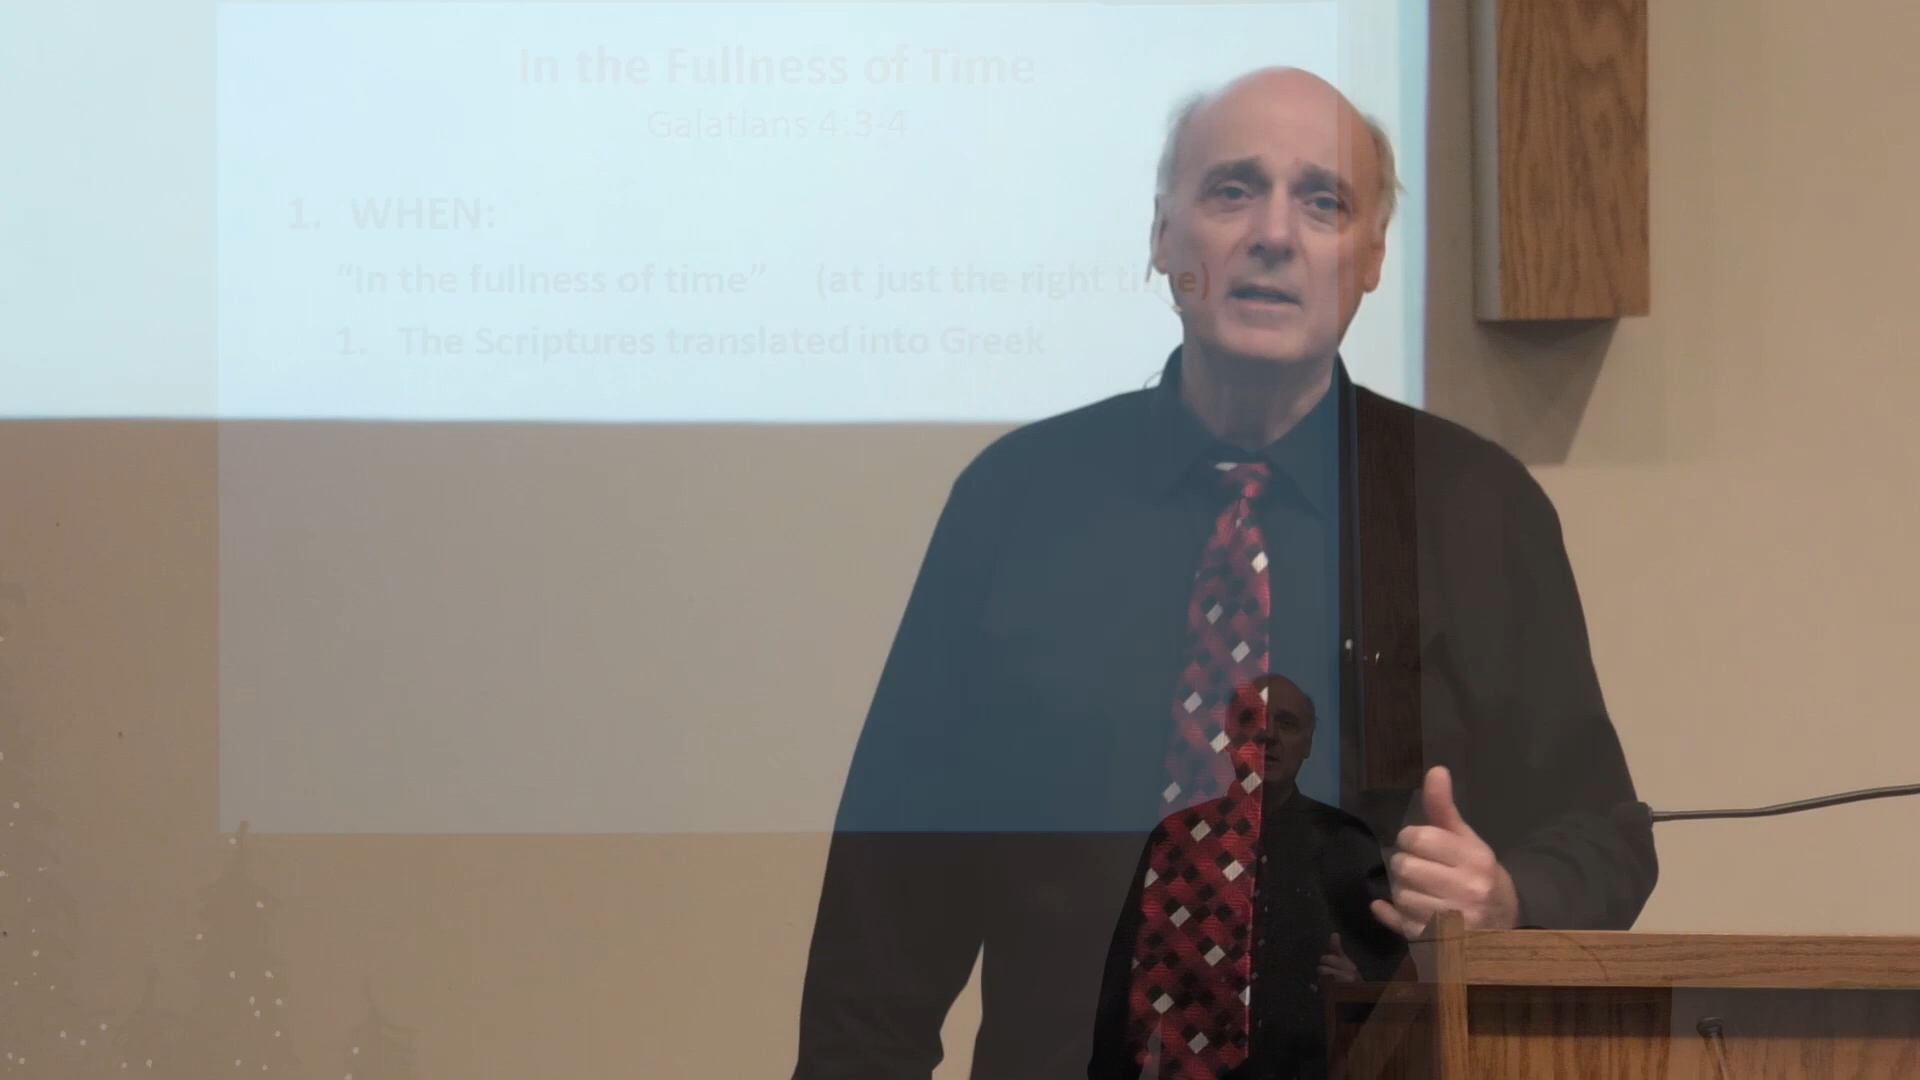 In the Fullness of Time
Galatians 4:3-4
1. WHEN:
“In the fullness of time” (at just the right time)
1. The Scriptures translated into Greek